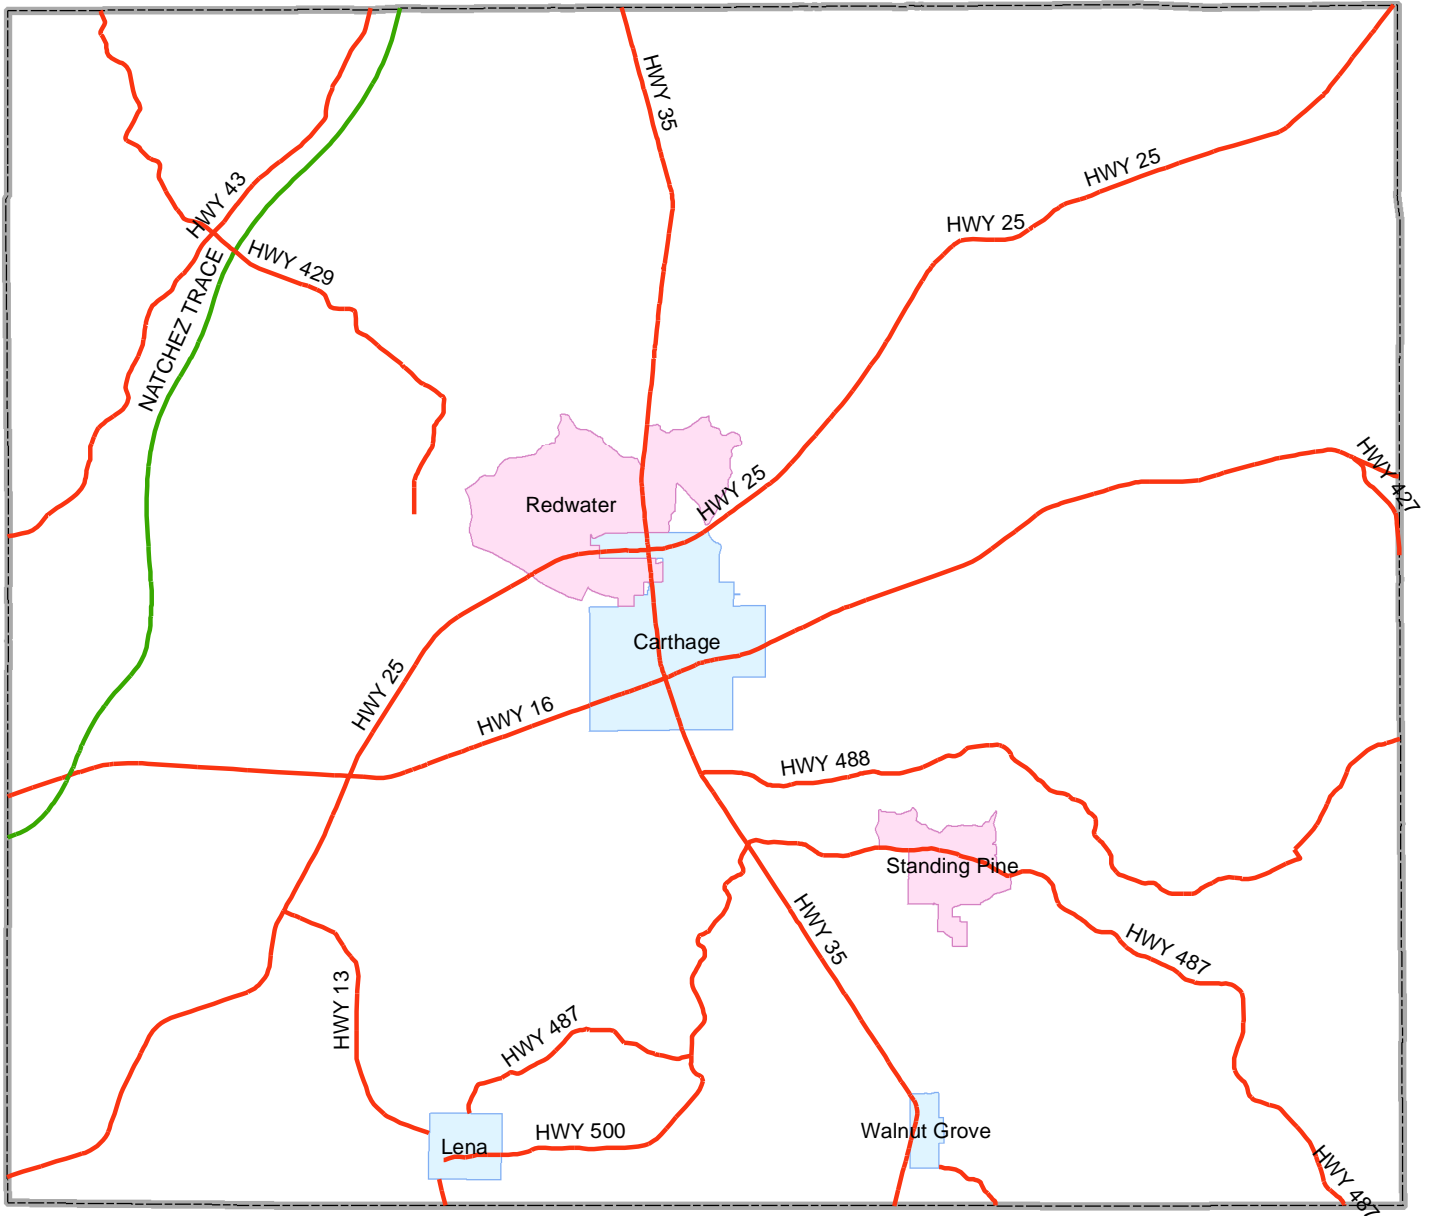 HWY 35
HWY 25
HWY 43
HWY 25
HWY 429
NATCHEZ TRACE
HWY 427
HWY 25
Redwater
Carthage
HWY 25
HWY 16
HWY 488
Standing Pine
HWY 35
HWY 487
HWY 13
HWY 487
HWY 500
Walnut Grove
Lena
HWY 487